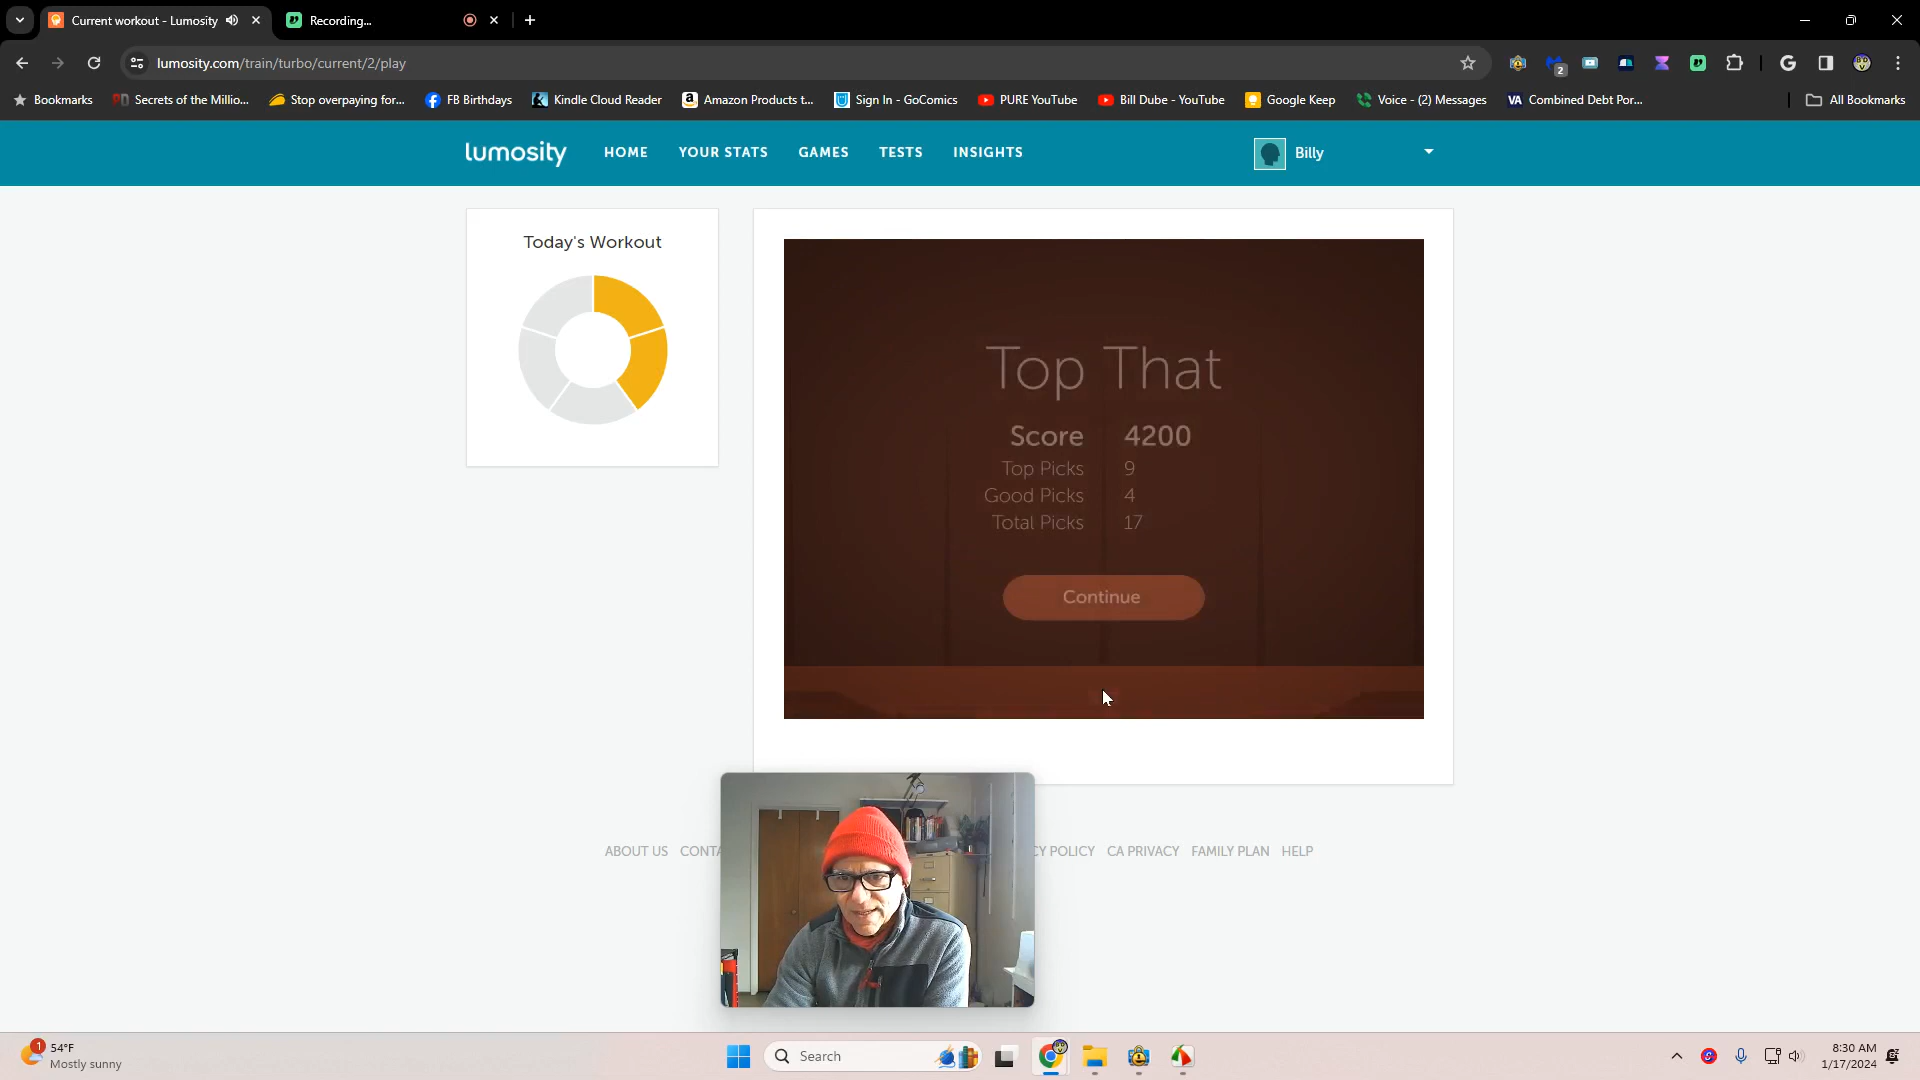 Current workout - Lumosity
Recording...
lumosity.com/train/turbo/current/2/play
2
Bookmarks
Secrets of the Millio...
Stop overpaying for...
FB Birthdays
Kindle Cloud Reader
Amazon Products t...
Sign In - GoComics
PURE YouTube
Bill Dube - YouTube
Google Keep
Voice - (2) Messages
VA Combined Debt Por...
All Bookmarks
lumosity
HOME
YOUR STATS
GAMES
TESTS
INSIGHTS
Billy
Today's Workout
Top That
Score 4200
Top Picks 9
Good Picks 4
Total Picks 17
Continue
ABOUT US
CONTA
CY POLICY
CA PRIVACY
FAMILY PLAN
HELP
1
54°F
Mostly sunny
Search
8:30 AM
1/17/2024